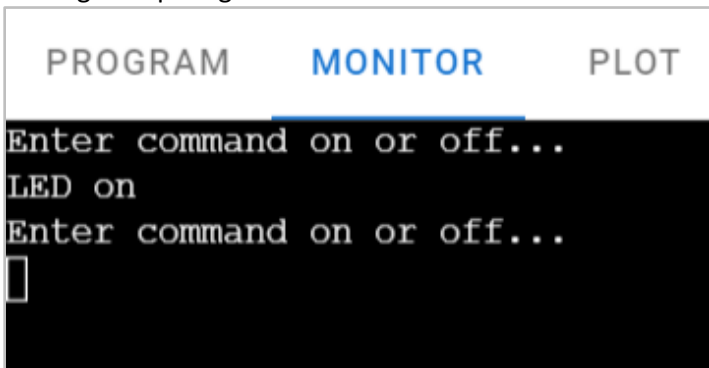 PROGRAM MONITOR PLOT
Enter command on or off...
LED on
Enter command on or off...